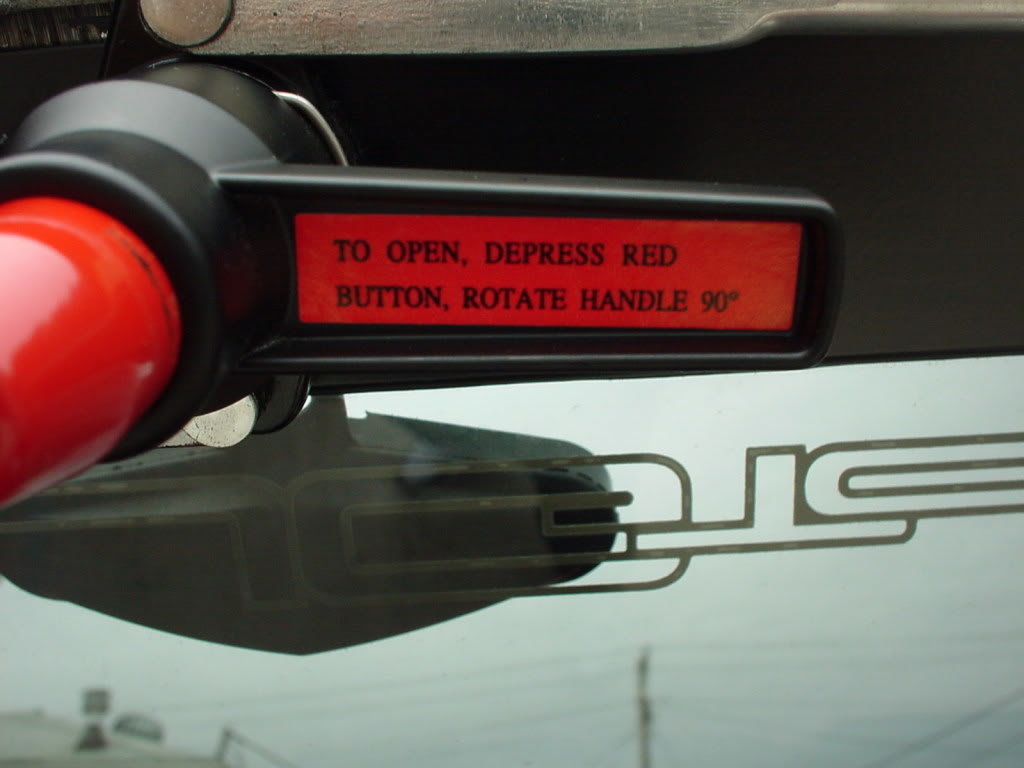 TO OPEN, DEPRESS RED
BUTTON, ROTATE HANDLE 90°